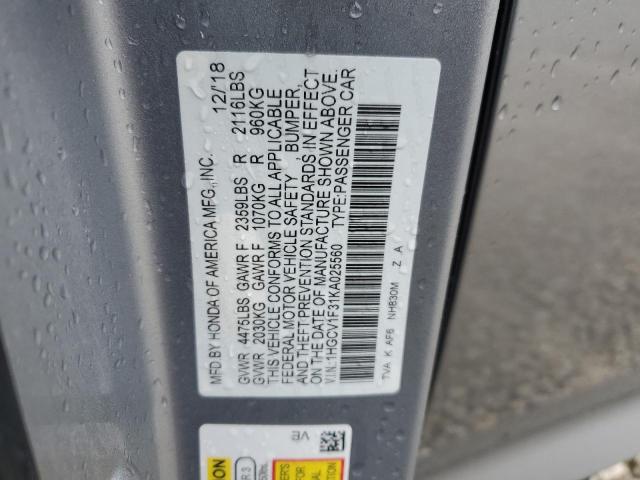 MFD BY HONDA OF AMERICA MFG., INC. 12/'18
GVWR 4475LBS GAWR F 2359LBS R 2116LBS
GVWR 2030KG GAWR F 1070KG R 960KG
THIS VEHICLE CONFORMS TO ALL APPLICABLE
FEDERAL MOTOR VEHICLE SAFETY , BUMPER,
AND THEFT PREVENTION STANDARDS IN EFFECT
ON THE DATE OF MANUFACTURE SHOWN ABOVE.
V.I.N.:1HGCV1F31KA025560 TYPE:PASSENGER CAR
TVA K AF6 NH830M Z A